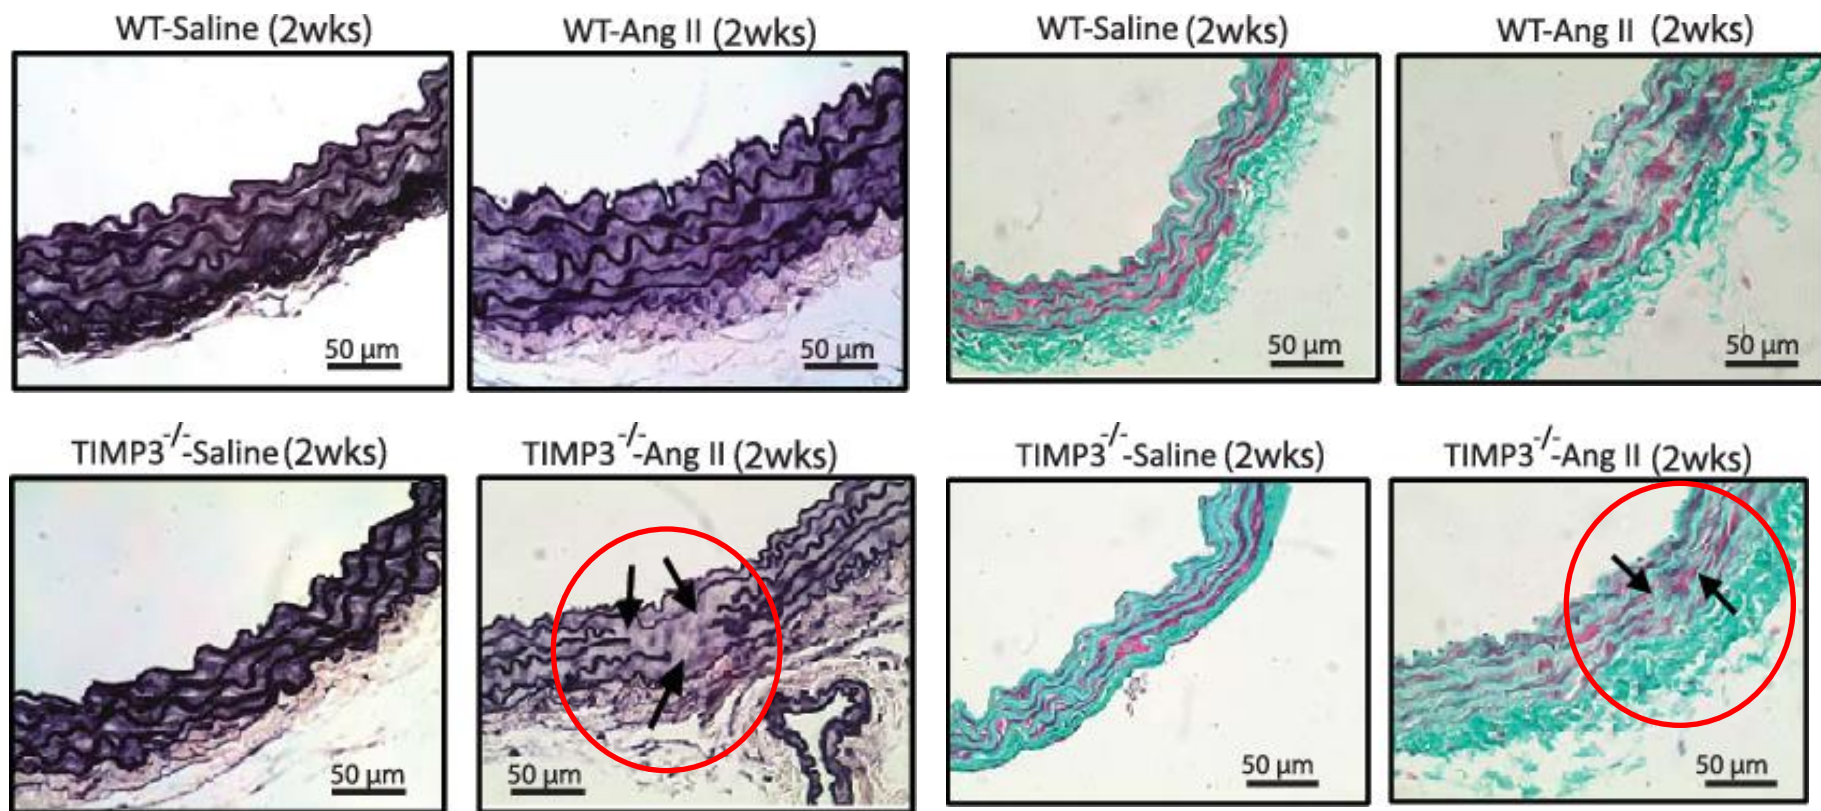 WT-Saline (2wks)
WT-Ang II (2wks)
WT-Saline (2wks)
WT-Ang II (2wks)
50 µm
50 µm
50 µm
50 µm
TIMP3-/--Saline (2wks)
TIMP3-/--Ang II (2wks)
TIMP3-/--Saline (2wks)
TIMP3-/--Ang II (2wks)
50 µm
50 µm
50 µm
50 µm